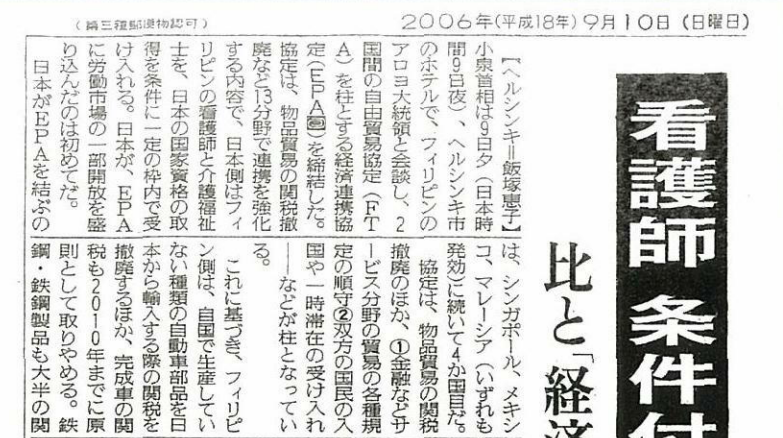 (第三種郵便物認可)
2006年(平成18年)9月10日(日曜日)
看護師 条件付
比と「経済
【ヘルシンキ=飯塚恵子】
小泉首相は9日夕(日本時
間9日夜)、ヘルシンキ市
のホテルで、フィリピンの
アロヨ大統領と会談し、2
国間の自由貿易協定(FT
A)を柱とする経済連携協
定(EPA)を締結した。
協定は、物品貿易の関税撤
廃など13分野で連携を強化
する内容で、日本側はフィ
リピンの看護師と介護福祉
士を、日本の国家資格の取
得を条件に一定の枠内で受
け入れる。日本が、EPA
に労働市場の一部開放を盛
り込んだのは初めてだ。
日本がEPAを結ぶの
は、シンガポール、メキシ
コ、マレーシア(いずれも
発効)に続いて4か国目だ。
協定は、物品貿易の関税
撤廃のほか、①金融などサ
ービス分野の貿易の各種規
定の順守②双方の国民の入
国や一時滞在の受け入れ
――などが柱となってい
る。
これに基づき、フィリピ
ン側は、自国で生産してい
ない種類の自動車部品を日
本から輸入する際の関税を
撤廃するほか、完成車の関
税も2010年までに原
則として取りやめる。鉄
鋼・鉄鋼製品も大半の関